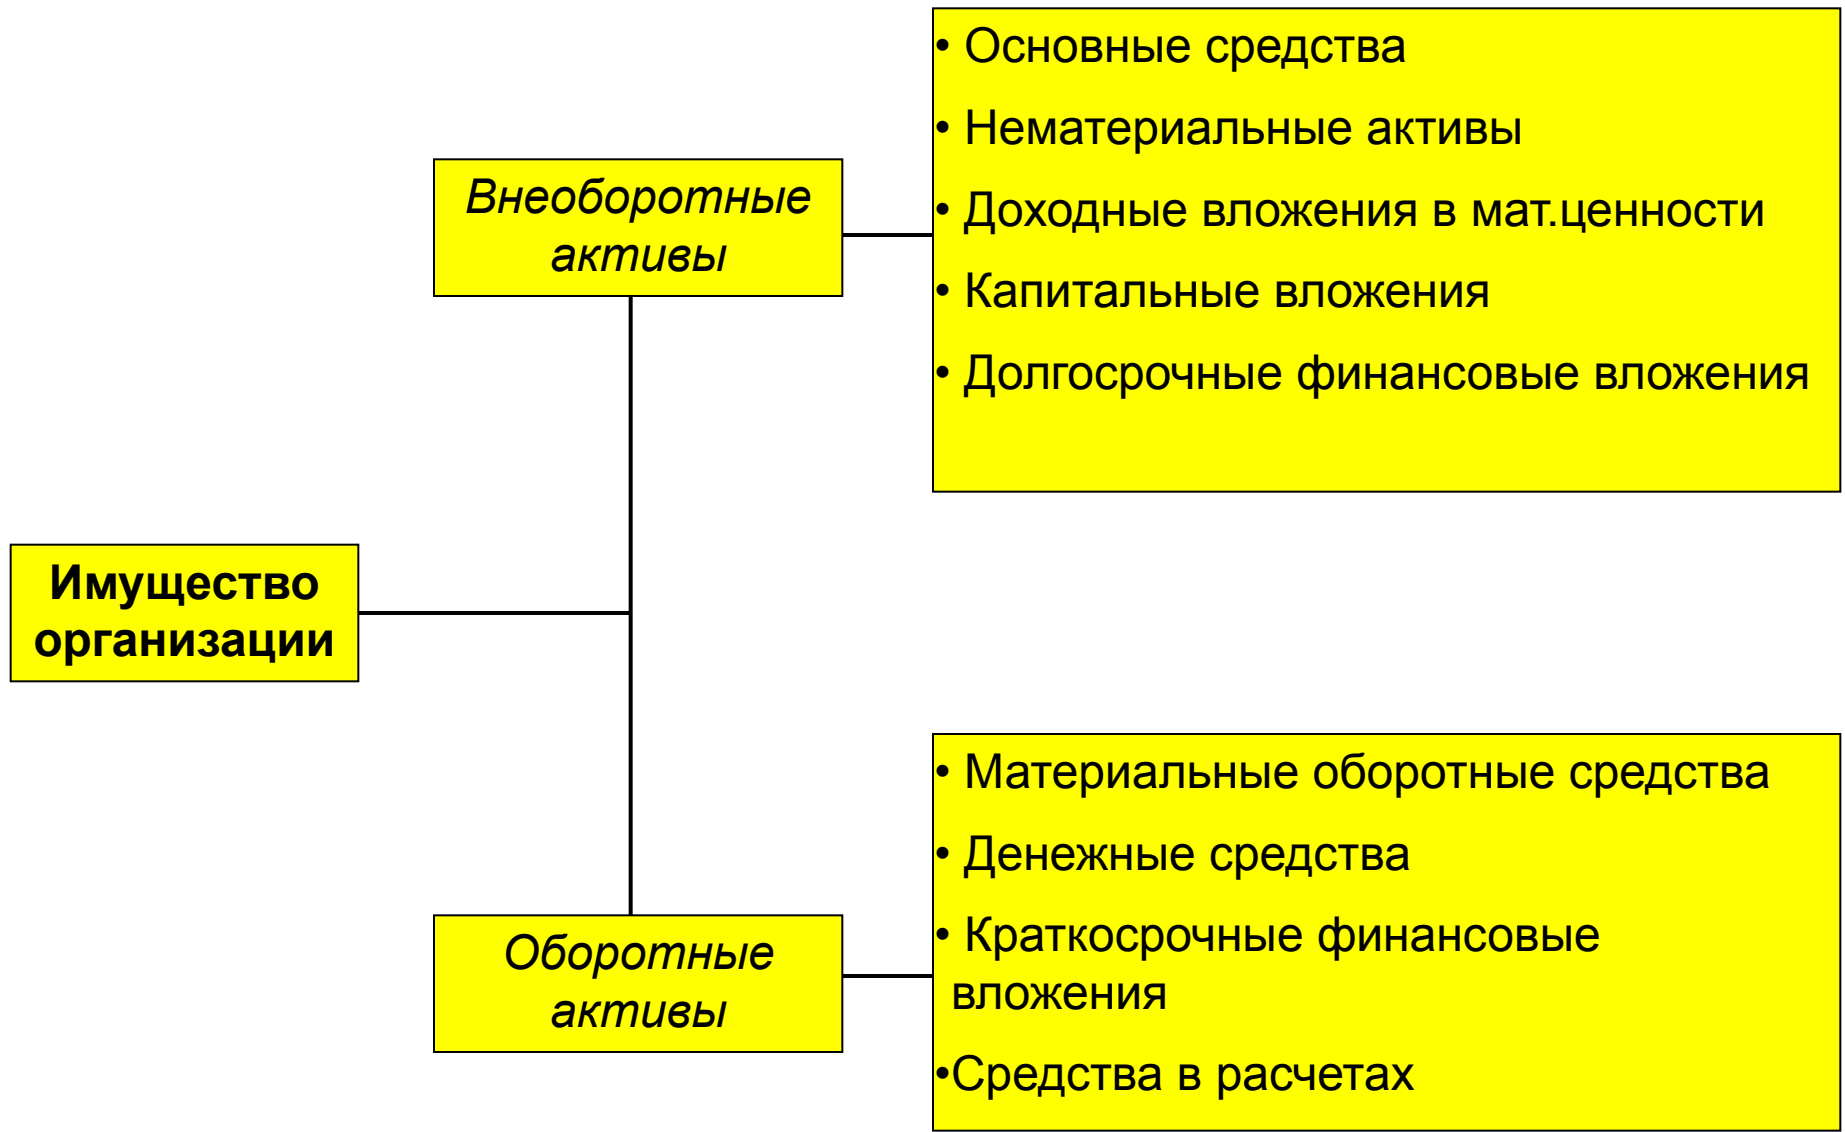 Имущество
организации
Внеоборотные
активы
• Основные средства
• Нематериальные активы
• Доходные вложения в мат.ценности
• Капитальные вложения
• Долгосрочные финансовые вложения
Оборотные
активы
• Материальные оборотные средства
• Денежные средства
• Краткосрочные финансовые
вложения
•Средства в расчетах